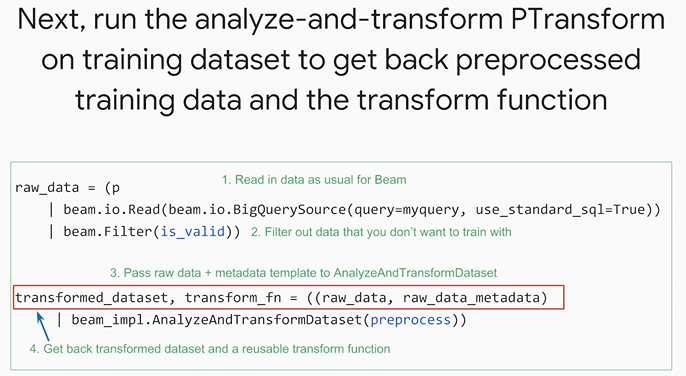 Next, run the analyze-and-transform PTransform
on training dataset to get back preprocessed
training data and the transform function
1. Read in data as usual for Beam
raw_data = (p
| beam.io.Read(beam.io.BigQuerySource(query=myquery, use_standard_sql=True))
| beam.Filter(is_valid)) 2. Filter out data that you don't want to train with
3. Pass raw data + metadata template to AnalyzeAndTransformDataset
transformed_dataset, transform_fn = ((raw_data, raw_data_metadata)
| beam_impl.AnalyzeAndTransformDataset(preprocess))
4. Get back transformed dataset and a reusable transform function